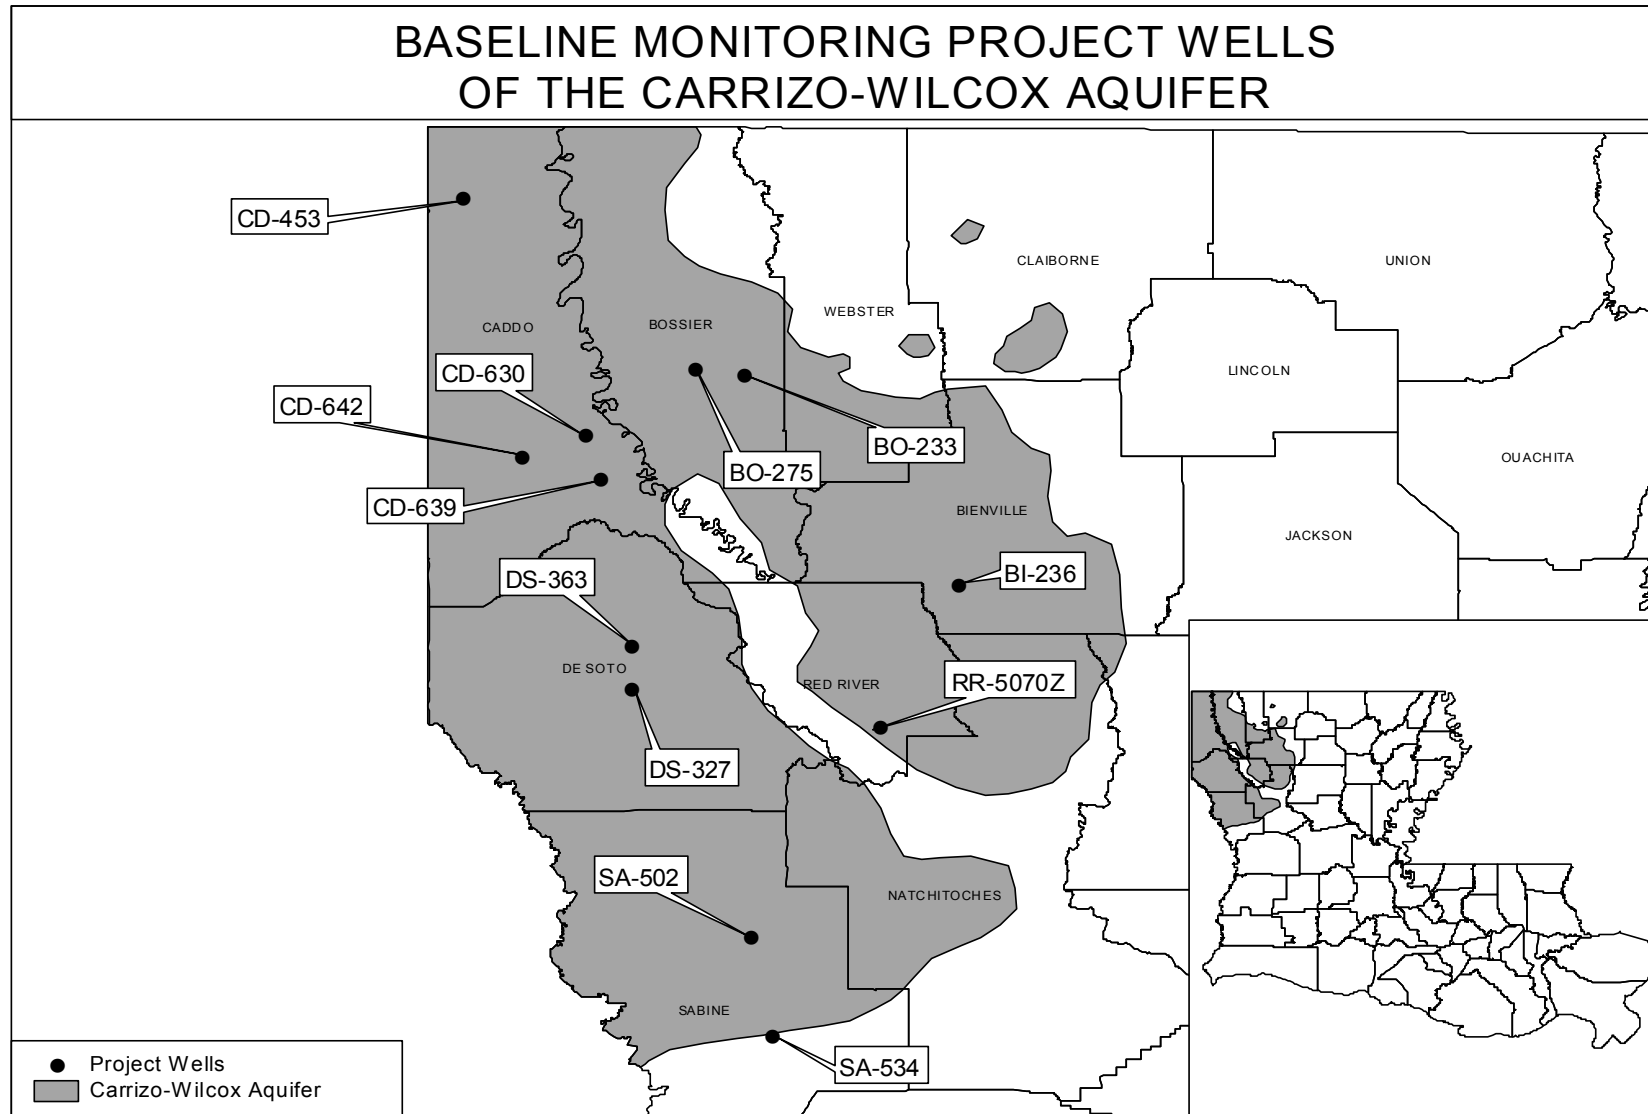 BASELINE MONITORING PROJECT WELLS
OF THE CARRIZO-WILCOX AQUIFER
CD-453
CLAIBORNE
UNION
WEBSTER
CADDO
BOSSIER
CD-630
LINCOLN
CD-642
BO-233
BO-275
OUACHITA
CD-639
BIENVILLE
JACKSON
DS-363
BI-236
DE SOTO
RED RIVER
RR-5070Z
DS-327
SA-502
NATCHITOCHES
SABINE
SA-534
Project Wells
Carrizo-Wilcox Aquifer